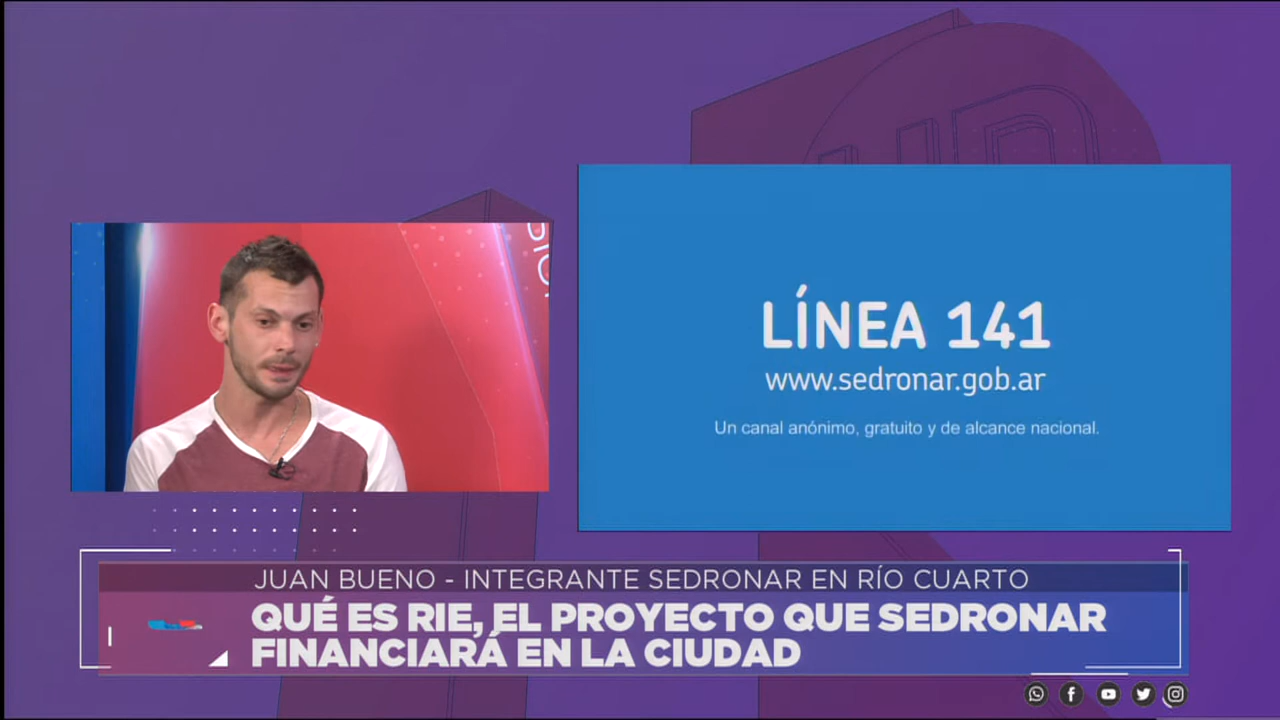 LÍNEA 141
www.sedronar.gob.ar
Un canal anónimo, gratuito y de alcance nacional.
JUAN BUENO - INTEGRANTE SEDRONAR EN RÍO CUARTO
QUÉ ES RIE, EL PROYECTO QUE SEDRONAR
FINANCIARÁ EN LA CIUDAD